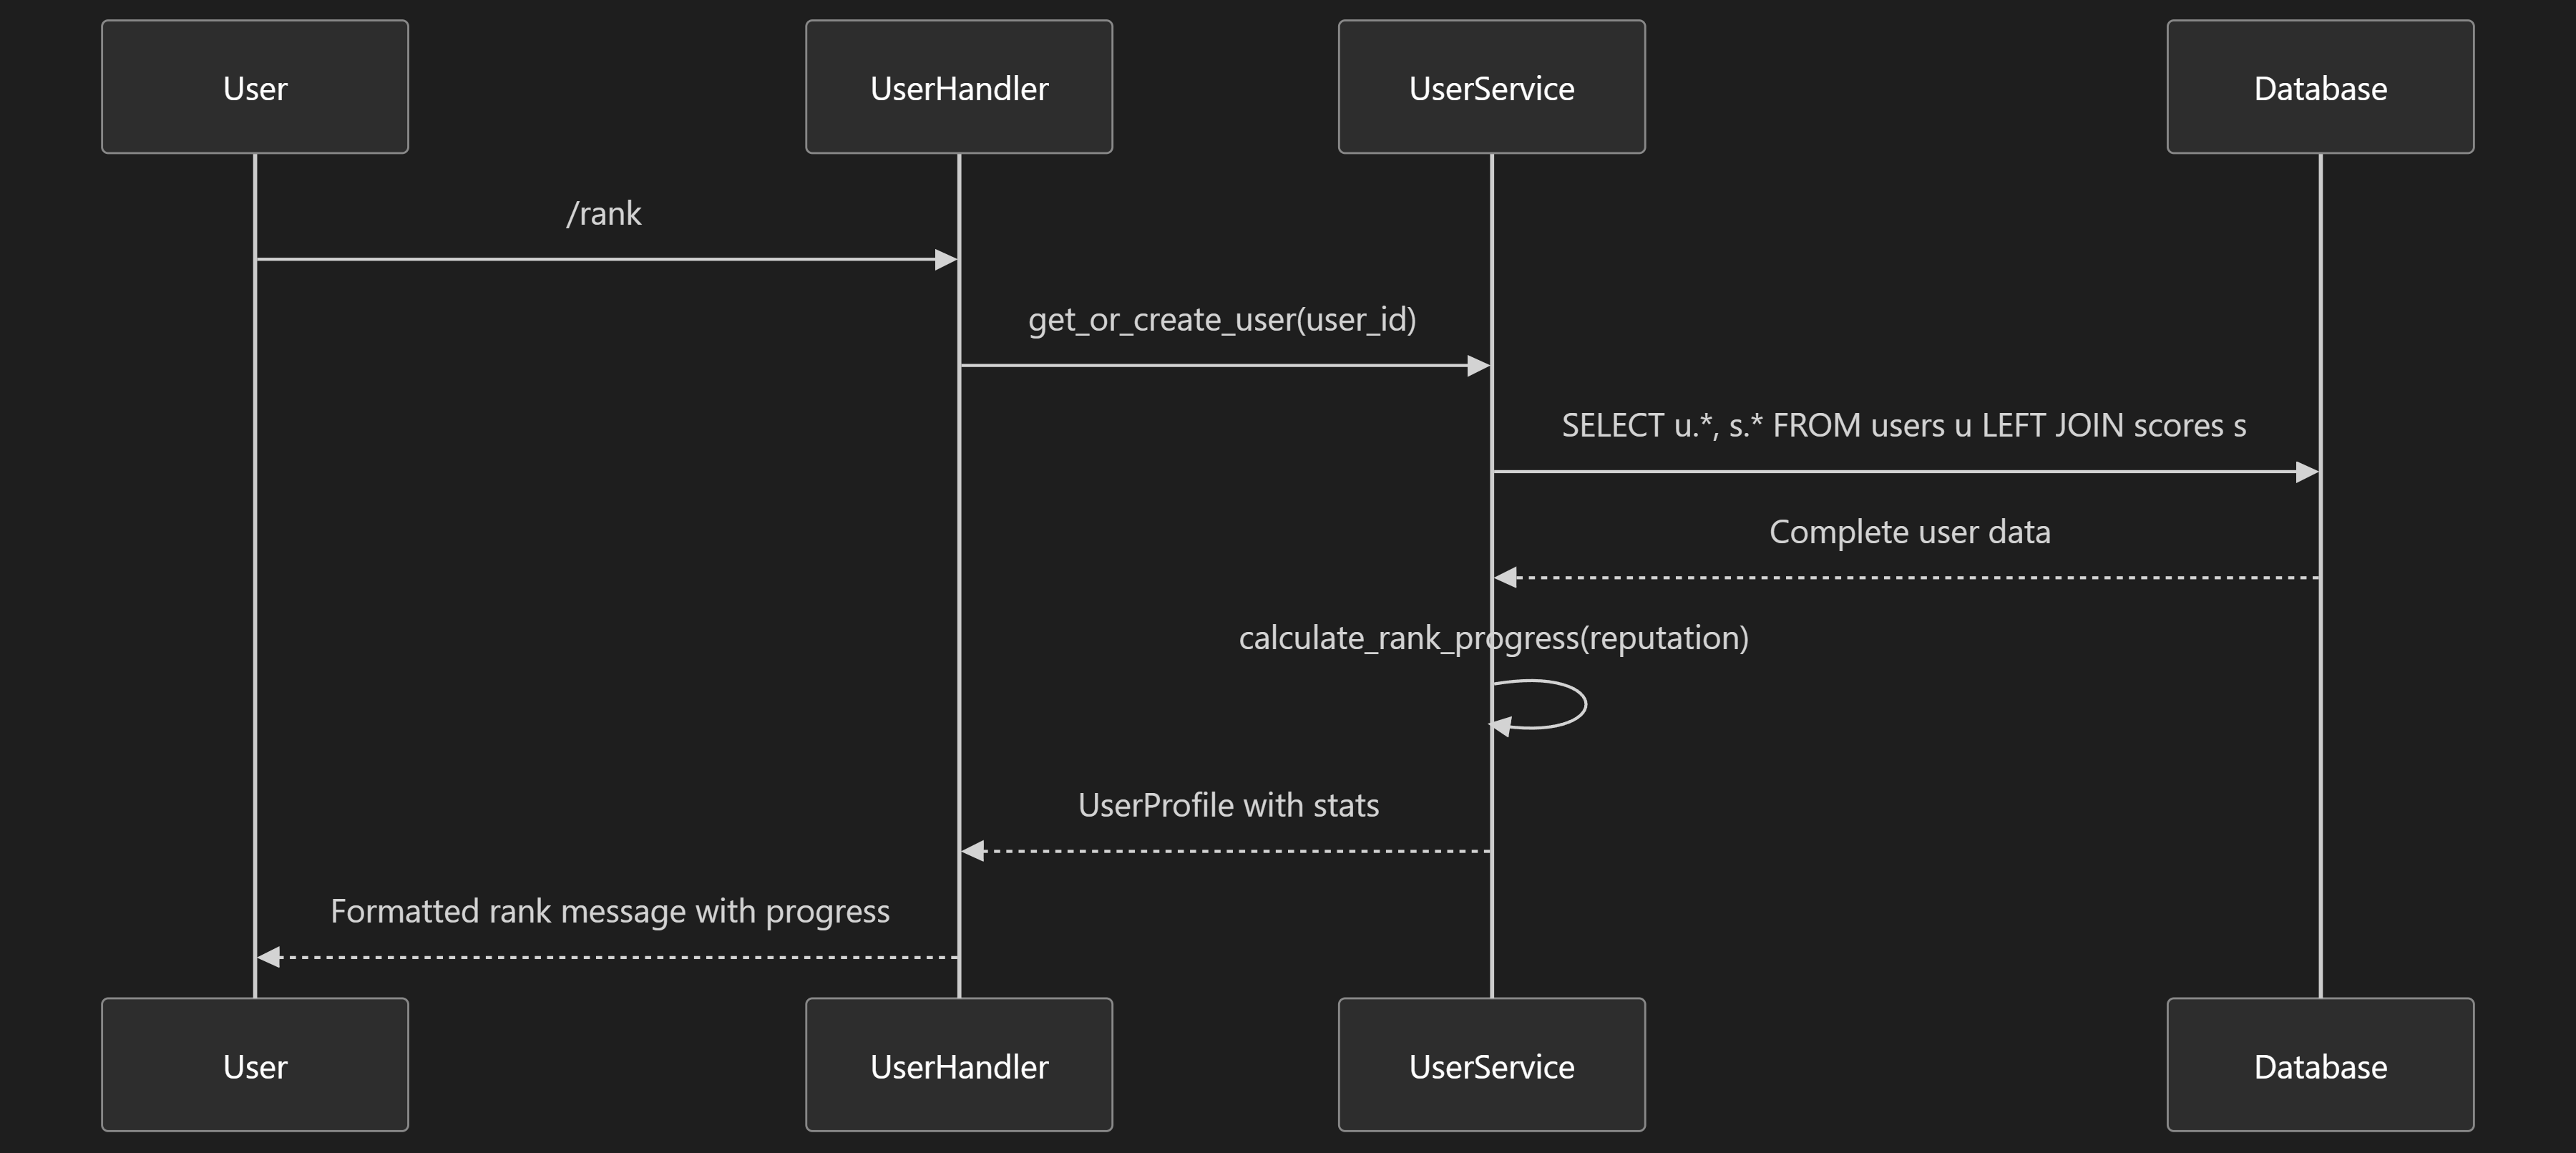 User
UserHandler
UserService
Database
/rank
get_or_create_user(user_id)
SELECT u.*, s.* FROM users u LEFT JOIN scores s
Complete user data
calculate_rank_progress(reputation)
UserProfile with stats
Formatted rank message with progress
User
UserHandler
UserService
Database